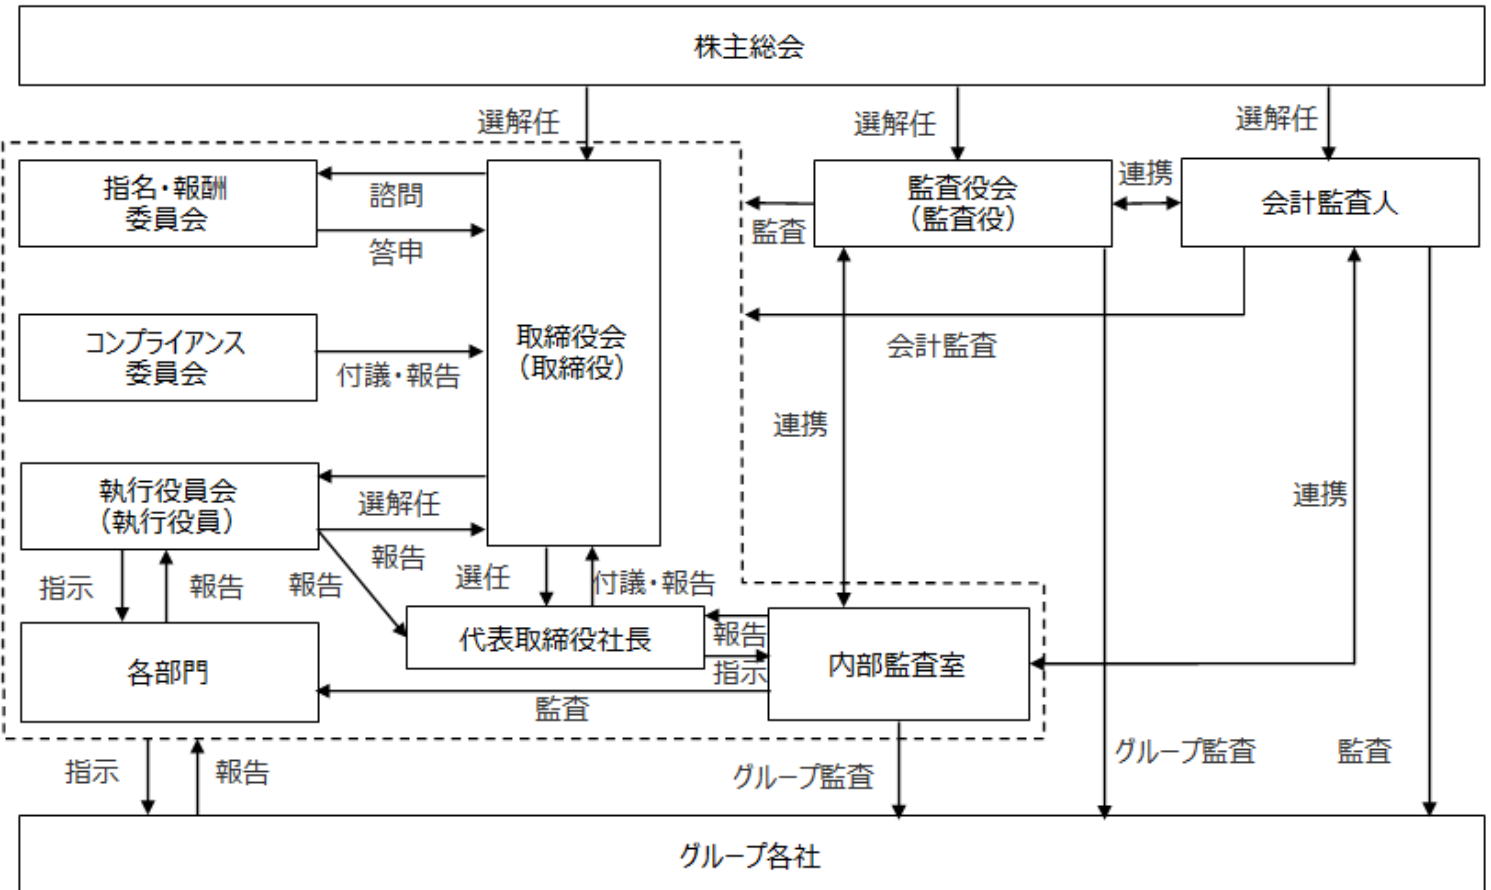 株主総会
選解任
選解任
選解任
指名・報酬
委員会
諮問
答申
取締役会
（取締役）
監査役会
（監査役）
連携
会計監査人
監査
会計監査
コンプライアンス
委員会
付議・報告
連携
連携
執行役員会
（執行役員）
選解任
報告
報告
指示
報告
選任
付議・報告
代表取締役社長
報告
指示
内部監査室
各部門
監査
指示
報告
グループ監査
グループ監査
監査
グループ各社